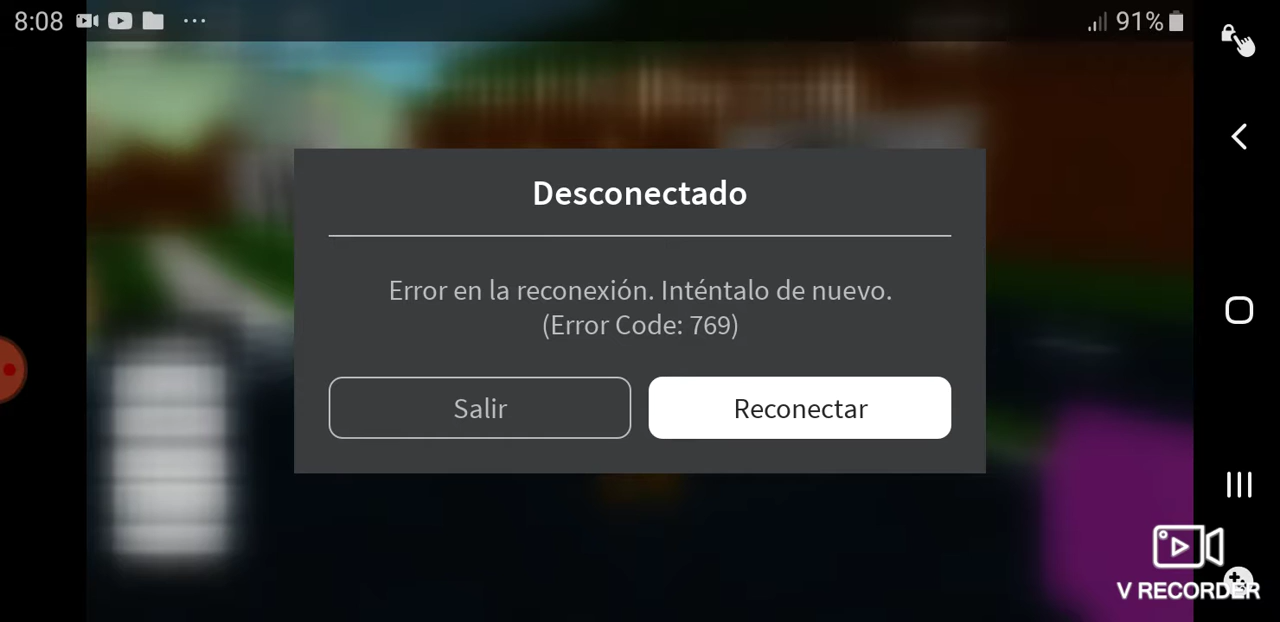 8:08
91%
Desconectado
Error en la reconexión. Inténtalo de nuevo.
(Error Code: 769)
Salir
Reconectar
V RECORDER